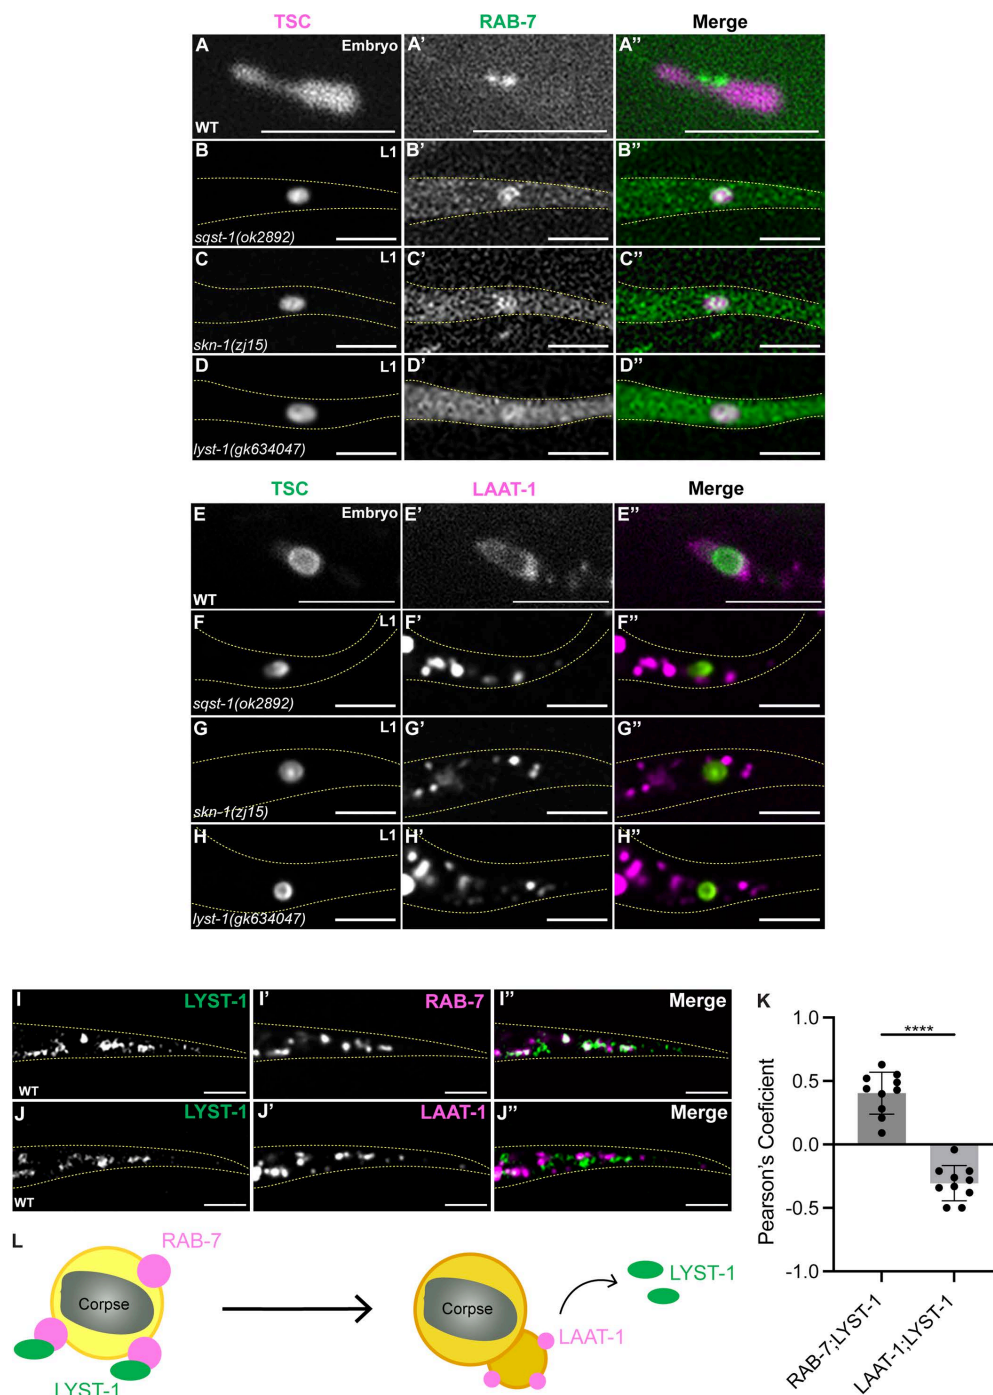 TSC RAB-7 Merge
A Embryo A' A''
WT
B L1 B' B''
sqst-1(ok2892)
C L1 C' C''
skn-1(zj15)
D L1 D' D''
lyst-1(gk634047)
TSC LAAT-1 Merge
E Embryo E' E''
WT
F L1 F' F''
sqst-1(ok2892)
G L1 G' G''
skn-1(zj15)
H L1 H' H''
lyst-1(gk634047)
I LYST-1 I' RAB-7 I'' Merge
WT
J LYST-1 J' LAAT-1 J'' Merge
WT
K
1.0
****
0.5
0.0
-0.5
-1.0
Pearson's Coeficient
RAB-7;LYST-1
LAAT-1;LYST-1
L
RAB-7
Corpse
LYST-1
Corpse
LAAT-1
LYST-1